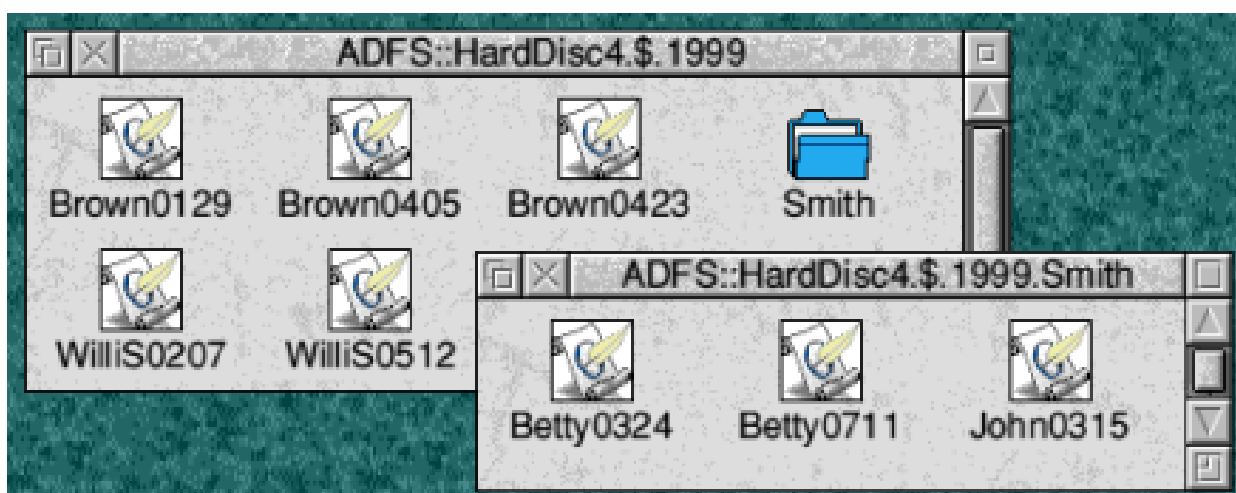 ADFS::HardDisc4.$.1999
Brown0129 Brown0405 Brown0423 Smith
WilliS0207 WilliS0512
ADFS::HardDisc4.$.1999.Smith
Betty0324 Betty0711 John0315